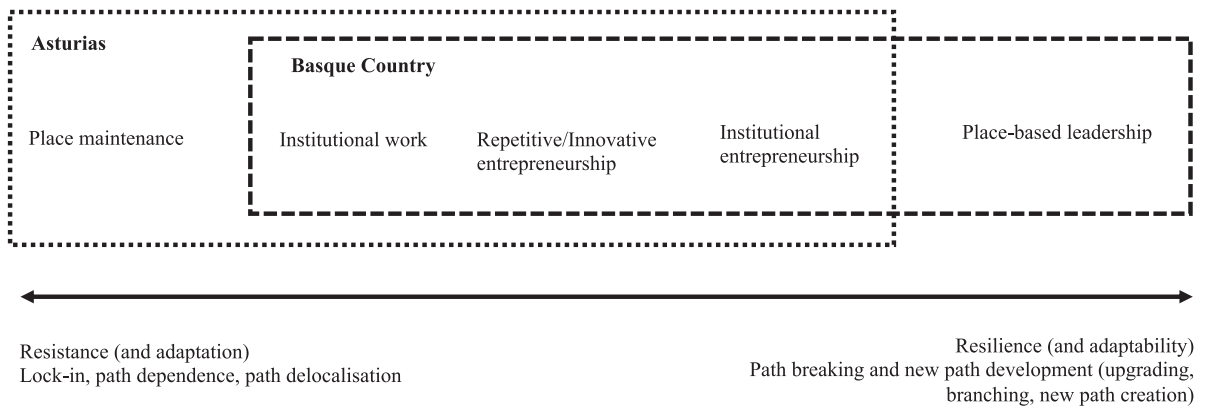 Asturias
Basque Country
Place maintenance
Institutional work
Repetitive/Innovative
entrepreneurship
Institutional
entrepreneurship
Place-based leadership
Resistance (and adaptation)
Lock-in, path dependence, path delocalisation
Resilience (and adaptability)
Path breaking and new path development (upgrading,
branching, new path creation)